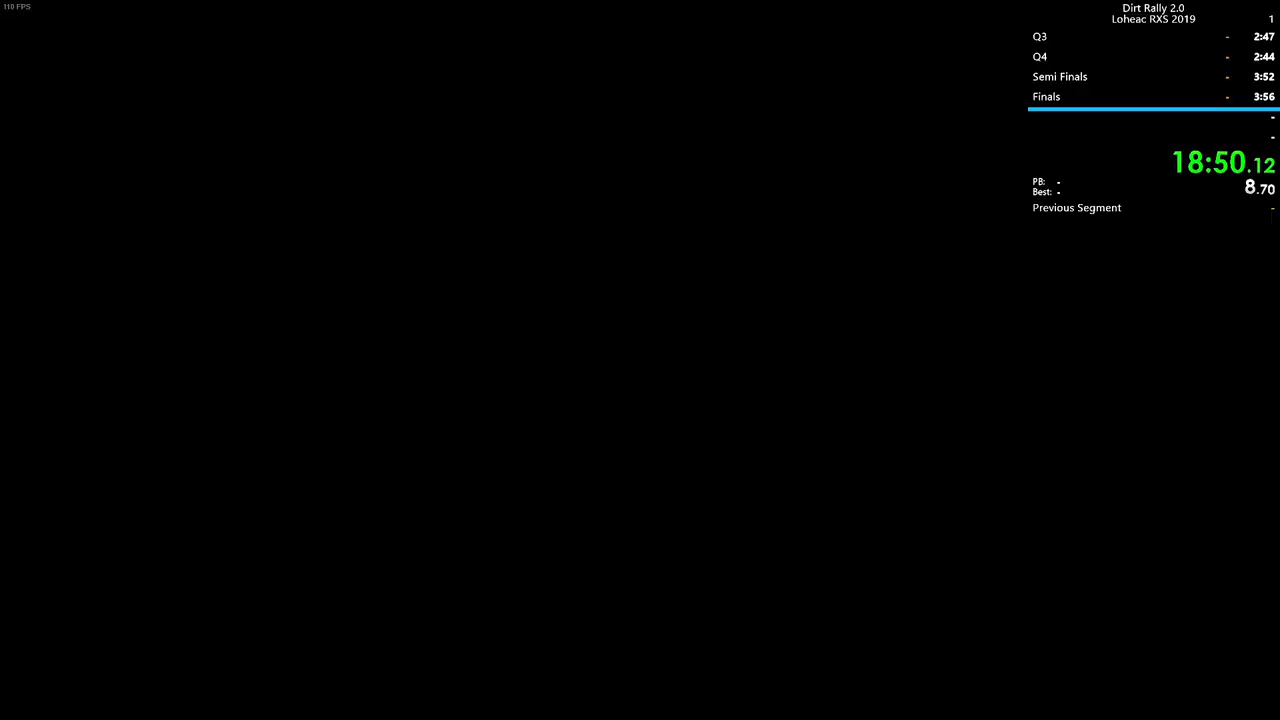 110 FPS
Dirt Rally 2.0
Loheac RXS 2019 1
Q3 - 2:47
Q4 - 2:44
Semi Finals - 3:52
Finals - 3:56
-
-
18:50.12
PB: - 8.70
Best: -
Previous Segment -